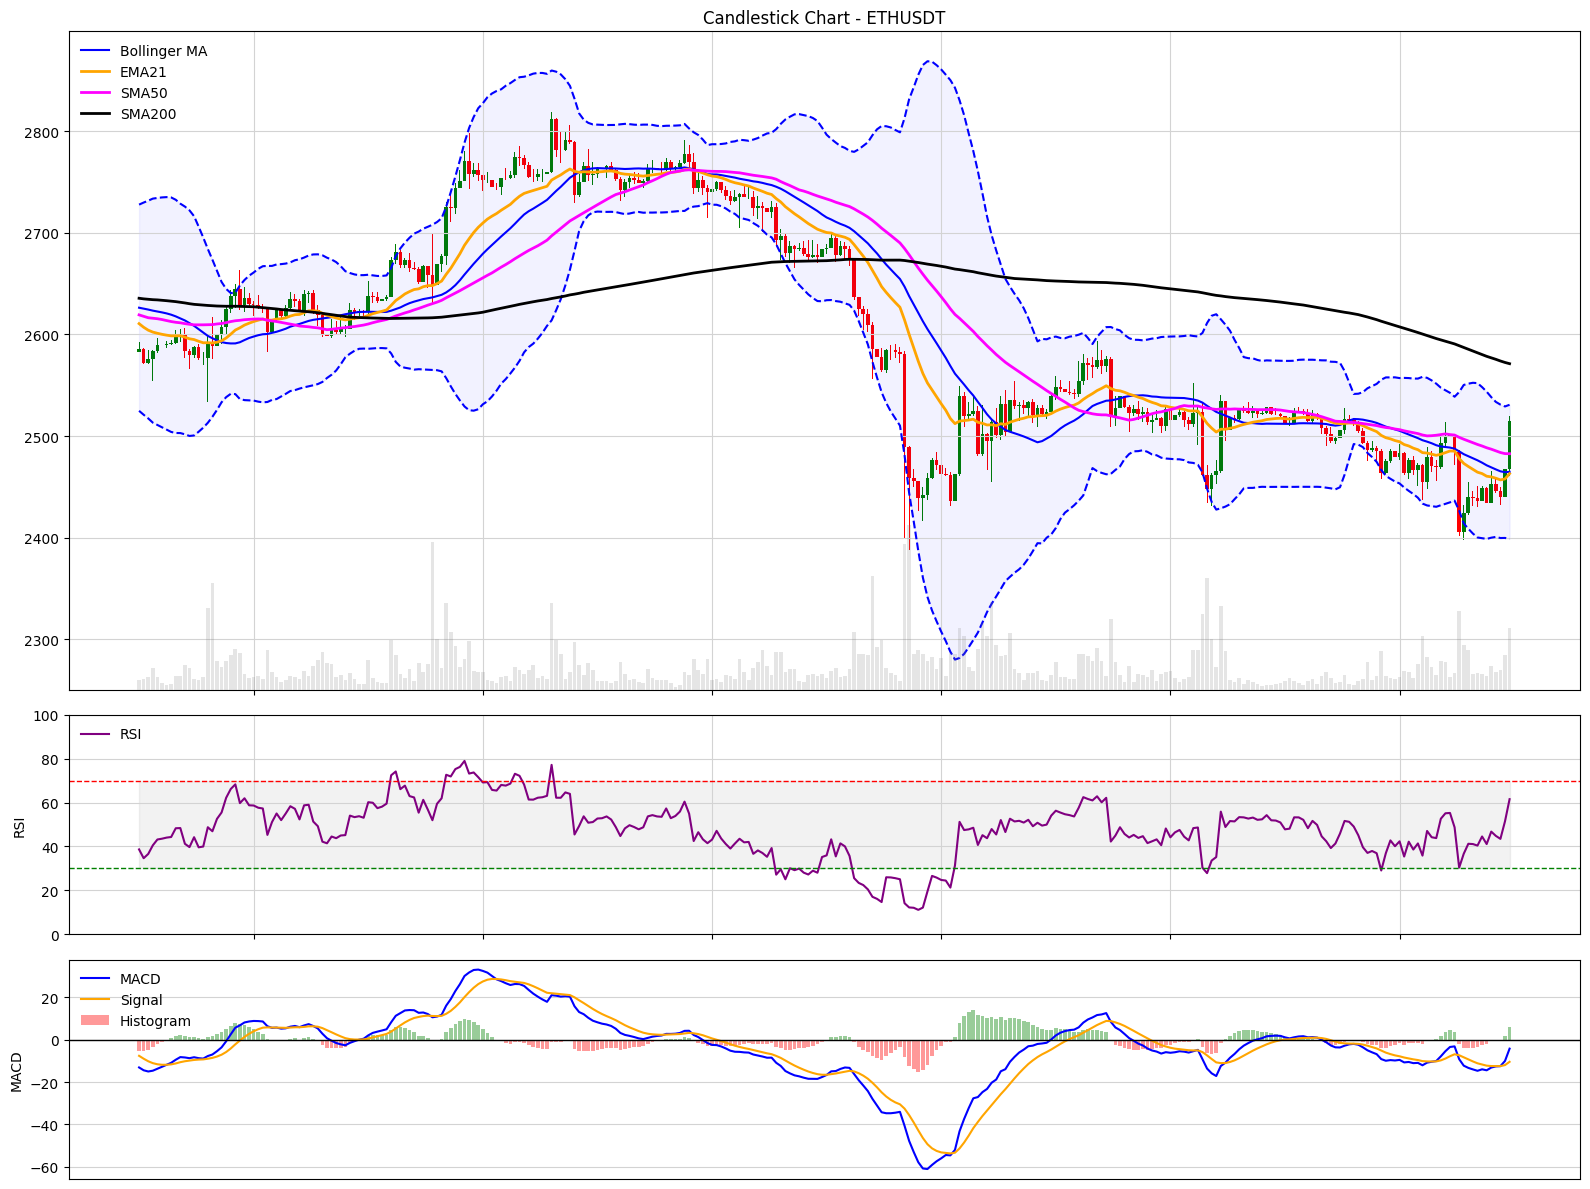 Candlestick Chart - ETHUSDT
Bollinger MA
EMA21
SMA50
SMA200
2800
2700
2600
2500
2400
2300
RSI
100
80
60
40
20
0
RSI
MACD
Signal
Histogram
20
0
−20
−40
−60
MACD